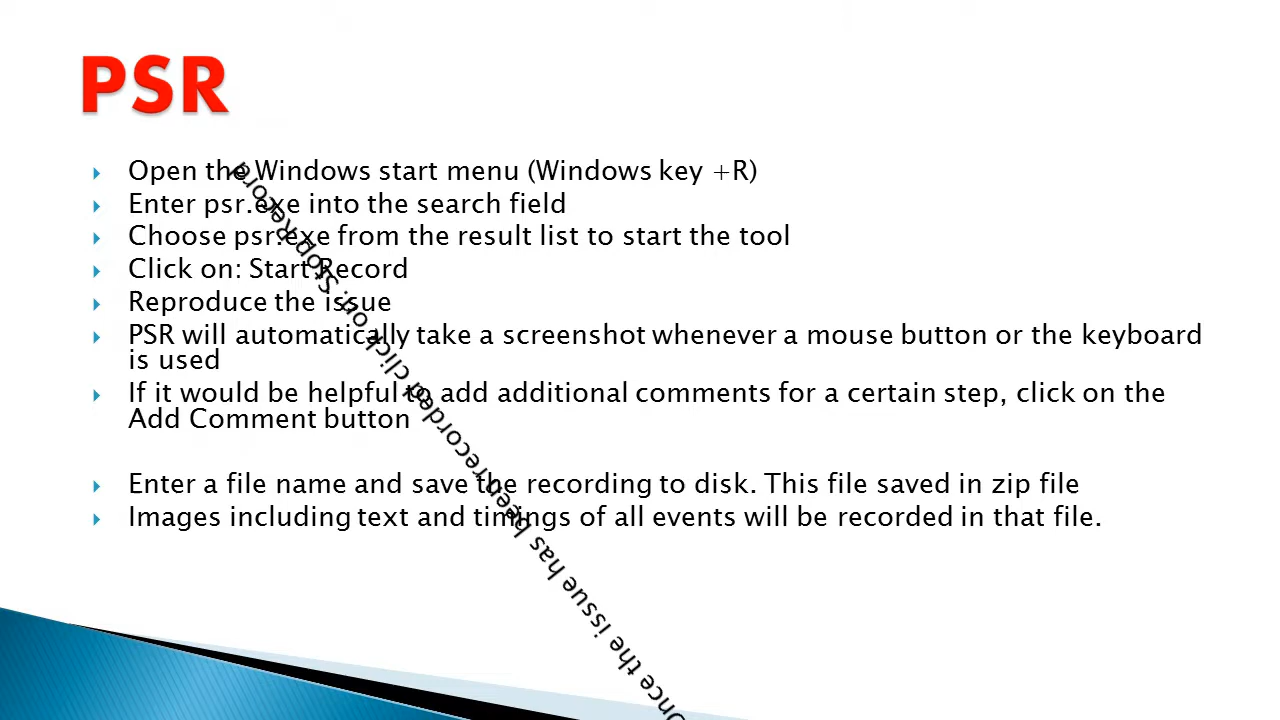 PSR
Open the Windows start menu (Windows key +R)
Enter psr.exe into the search field
Choose psr.exe from the result list to start the tool
Click on: Start Record
Reproduce the issue
PSR will automatically take a screenshot whenever a mouse button or the keyboard
is used
If it would be helpful to add additional comments for a certain step, click on the
Add Comment button
Once the issue has been recorded click on: Stop Record
Enter a file name and save the recording to disk. This file saved in zip file
Images including text and timings of all events will be recorded in that file.